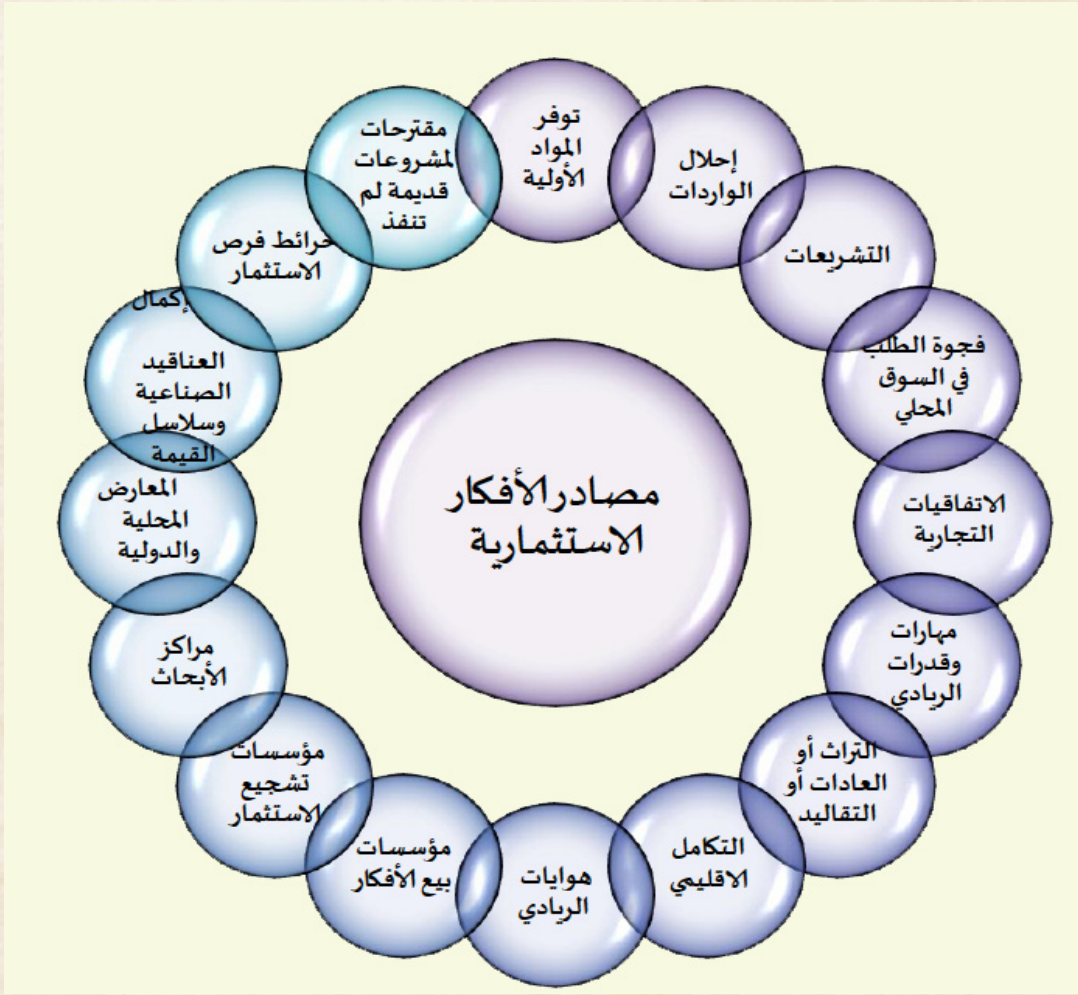 مصادر الأفكار
الاستثمارية
توفر
المواد
الأولية
إحلال
الواردات
التشريعات
فجوة الطلب
في السوق
المحلي
الاتفاقيات
التجارية
مهارات
وقدرات
الريادي
التراث أو
العادات أو
التقاليد
التكامل
الاقليمي
هوايات
الريادي
مؤسسات
بيع الأفكار
مؤسسات
تشجيع
الاستثمار
مراكز
الأبحاث
المعارض
المحلية
والدولية
إكمال
العناقيد
الصناعية
وسلاسل
القيمة
خرائط فرص
الاستثمار
مقترحات
لمشروعات
قديمة لم
تنفذ